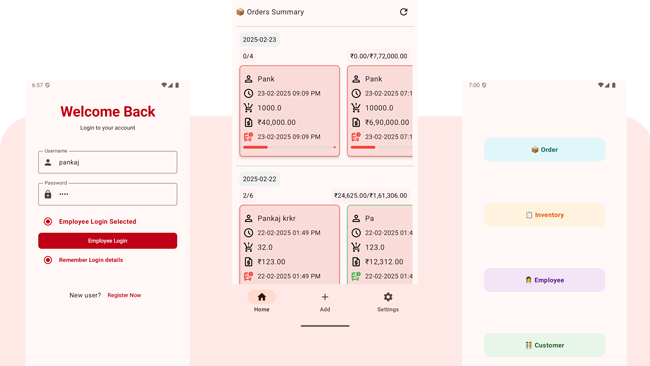 6:57
Welcome Back
Login to your account
Username
pankaj
Password
••••
Employee Login Selected
Employee Login
Remember Login details
New user? Register Now
📦 Orders Summary
2025-02-23
0/4 ₹0.00/₹7,72,000.00
Pank
23-02-2025 09:09 PM
1000.0
₹40,000.00
23-02-2025 09:09 PM
Pank
23-02-2025 07:1
10000.0
₹6,90,000.00
23-02-2025 07:1
2025-02-22
2/6 ₹24,625.00/₹1,61,306.00
Pankaj krkr
22-02-2025 01:49 PM
32.0
₹123.00
22-02-2025 01:49 PM
Pa
22-02-2025 01:4
123.0
₹12,312.00
22-02-2025 01:4
Home Add Settings
7:00
📦 Order
📋 Inventory
👩‍💼 Employee
Customer